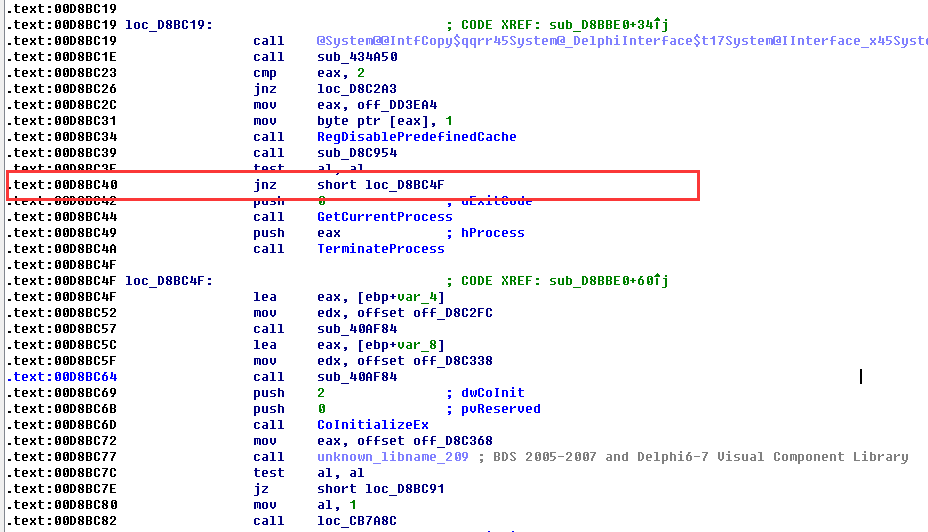 .text:00D8BC19
.text:00D8BC19 loc_D8BC19: ; CODE XREF: sub_D8BBE0+34↑j
.text:00D8BC19 call @System@@IntfCopy$qqrr45System@_DelphiInterface$t17System@IInterface_x45Syste
.text:00D8BC1E call sub_434A50
.text:00D8BC23 cmp eax, 2
.text:00D8BC26 jnz loc_D8C2A3
.text:00D8BC2C mov eax, off_DD3EA4
.text:00D8BC31 mov byte ptr [eax], 1
.text:00D8BC34 call RegDisablePredefinedCache
.text:00D8BC39 call sub_D8C954
.text:00D8BC3E test al, al
.text:00D8BC40 jnz short loc_D8BC4F
.text:00D8BC42 push 0 ; uExitCode
.text:00D8BC44 call GetCurrentProcess
.text:00D8BC49 push eax ; hProcess
.text:00D8BC4A call TerminateProcess
.text:00D8BC4F
.text:00D8BC4F loc_D8BC4F: ; CODE XREF: sub_D8BBE0+60↑j
.text:00D8BC4F lea eax, [ebp+var_4]
.text:00D8BC52 mov edx, offset off_D8C2FC
.text:00D8BC57 call sub_40AF84
.text:00D8BC5C lea eax, [ebp+var_8]
.text:00D8BC5F mov edx, offset off_D8C338
.text:00D8BC64 call sub_40AF84
.text:00D8BC69 push 2 ; dwCoInit
.text:00D8BC6B push 0 ; pvReserved
.text:00D8BC6D call CoInitializeEx
.text:00D8BC72 mov eax, offset off_D8C368
.text:00D8BC77 call unknown_libname_209 ; BDS 2005-2007 and Delphi6-7 Visual Component Library
.text:00D8BC7C test al, al
.text:00D8BC7E jz short loc_D8BC91
.text:00D8BC80 mov al, 1
.text:00D8BC82 call loc_CB7A8C